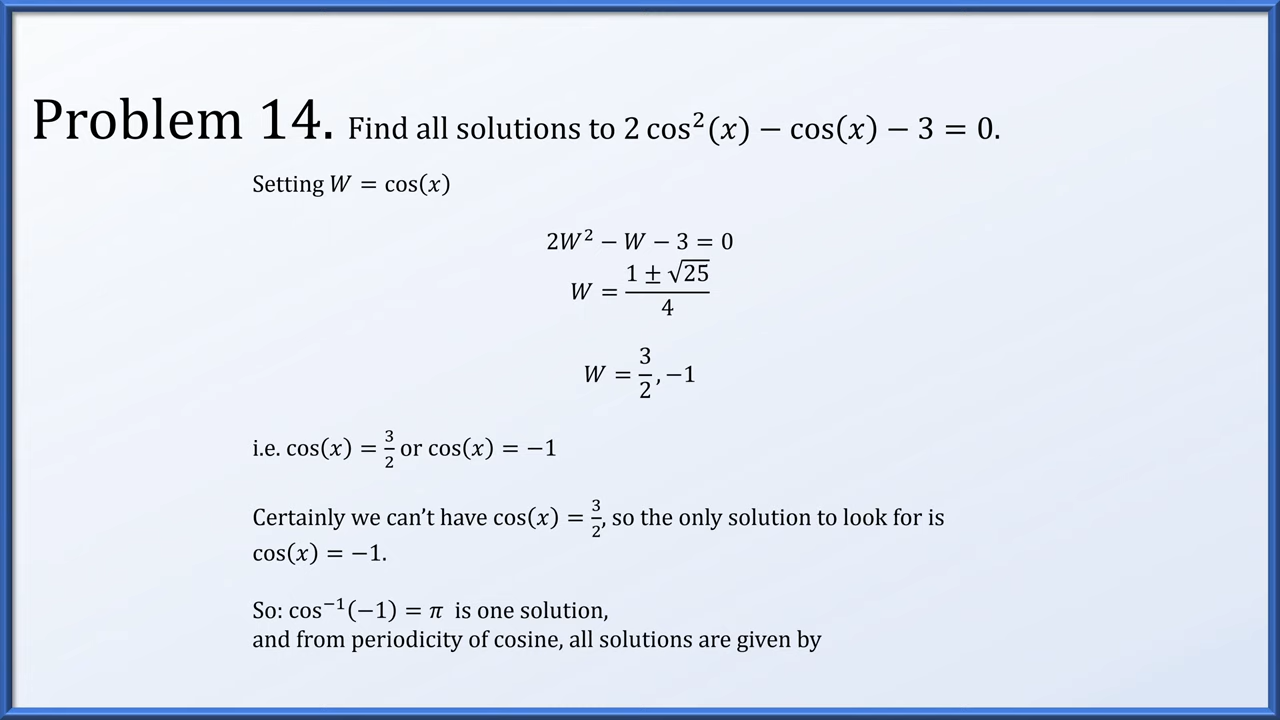 Problem 14. Find all solutions to 2 cos²(x) − cos(x) − 3 = 0.
Setting W = cos(x)
2W² − W − 3 = 0
W = (1 ± √25)/4
W = 3/2, −1
i.e. cos(x) = 3/2 or cos(x) = −1
Certainly we can’t have cos(x) = 3/2, so the only solution to look for is
cos(x) = −1.
So: cos⁻¹(−1) = π is one solution,
and from periodicity of cosine, all solutions are given by